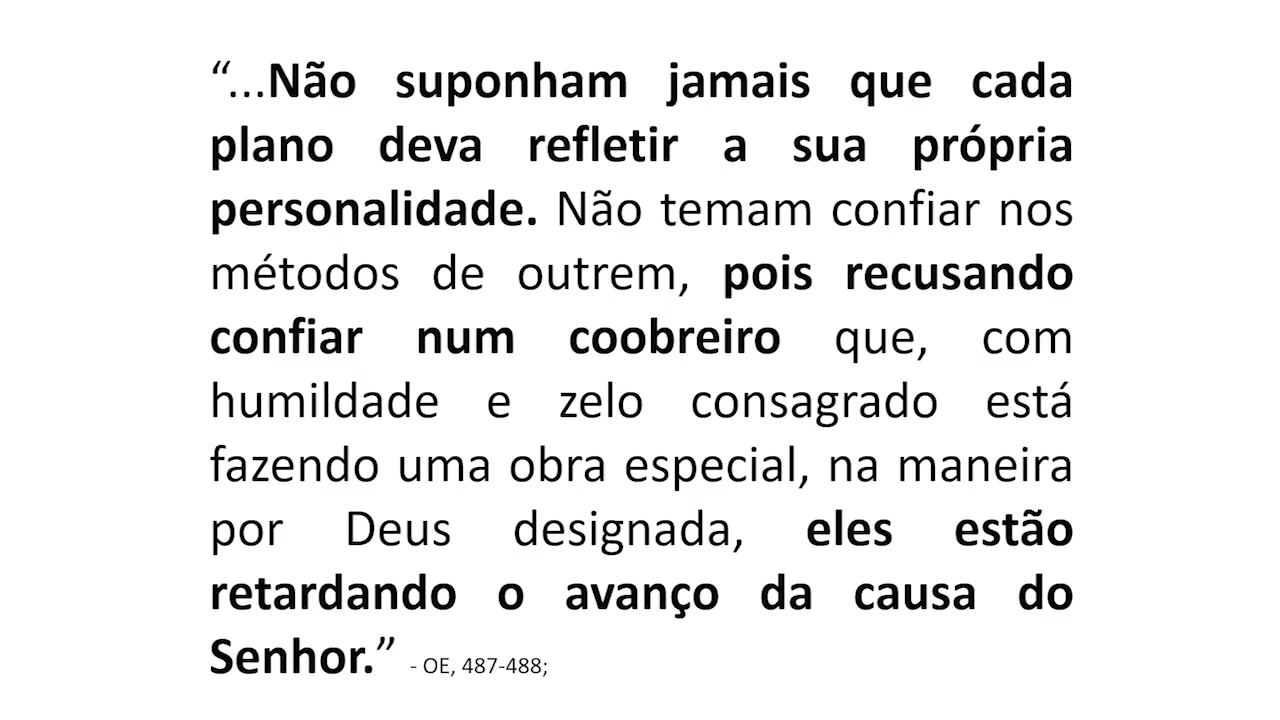 “...Não suponham jamais que cada
plano deva refletir a sua própria
personalidade. Não temam confiar nos
métodos de outrem, pois recusando
confiar num coobreiro que, com
humildade e zelo consagrado está
fazendo uma obra especial, na maneira
por Deus designada, eles estão
retardando o avanço da causa do
Senhor.” - OE, 487-488;